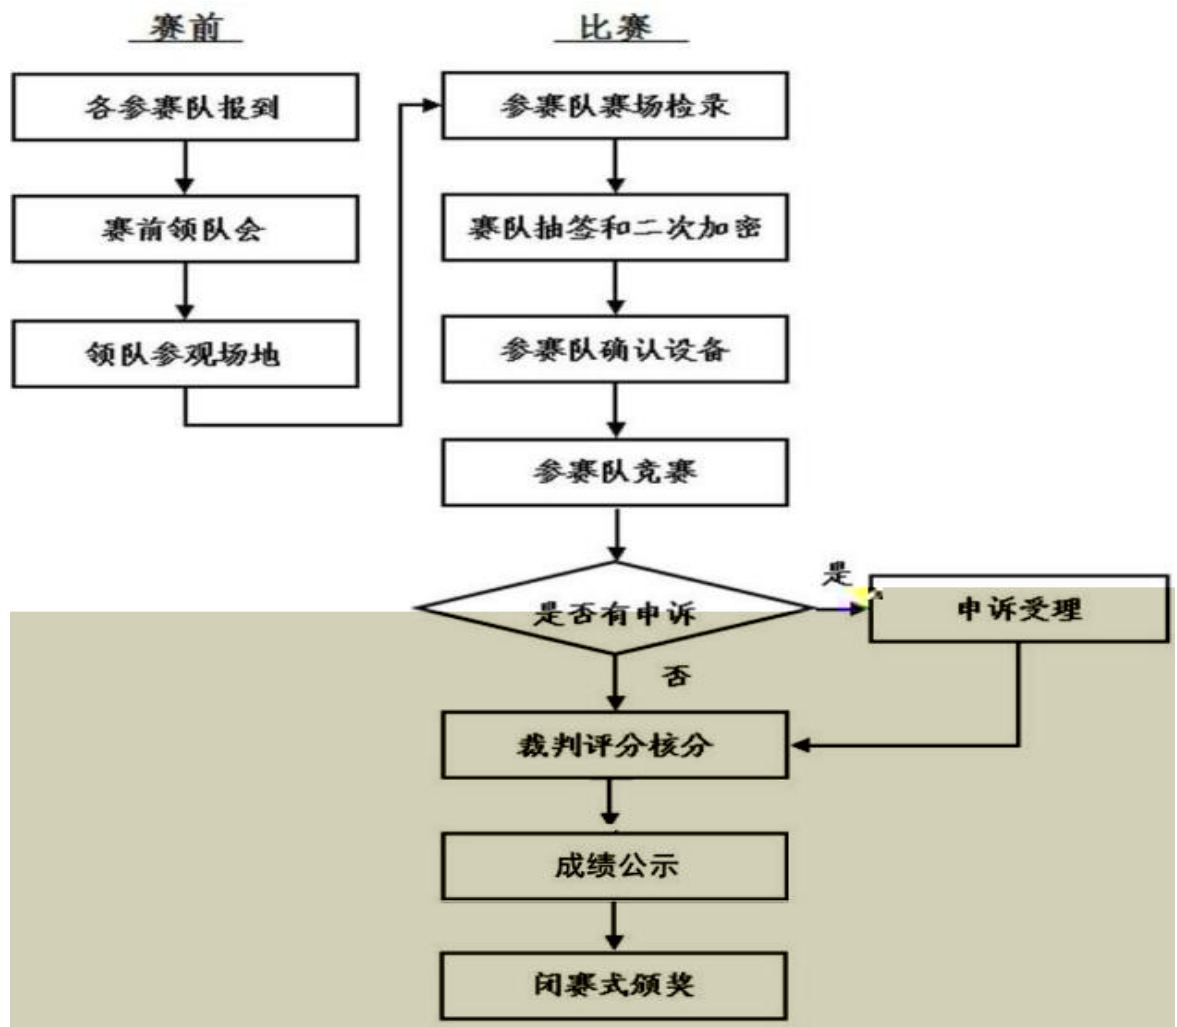 赛前
各参赛队报到
赛前领队会
领队参观场地
比赛
参赛队赛场检录
赛队抽签和二次加密
参赛队确认设备
参赛队竞赛
是否有申诉
是
申诉受理
否
裁判评分核分
成绩公示
闭赛式颁奖